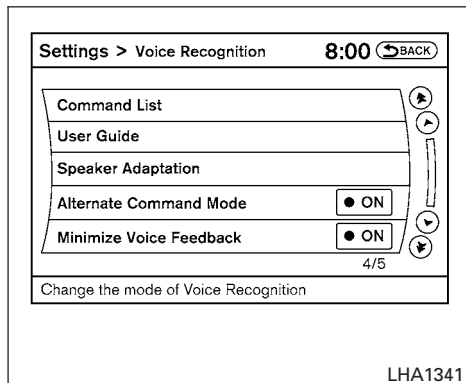 Settings > Voice Recognition 8:00 BACK
Command List
User Guide
Speaker Adaptation
Alternate Command Mode ON
Minimize Voice Feedback ON
4/5
Change the mode of Voice Recognition
LHA1341